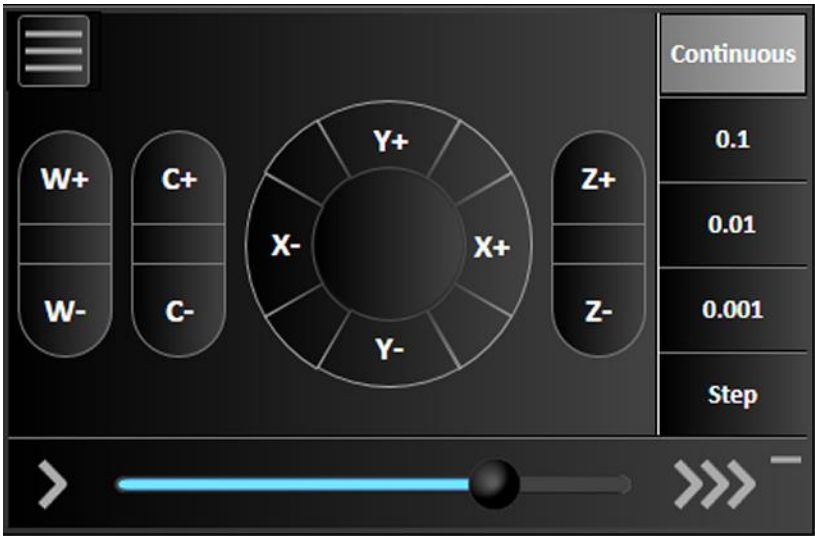 Continuous
Y+
0.1
W+ C+ Z+
0.01
X- X+
W- C- Z-
0.001
Y-
Step